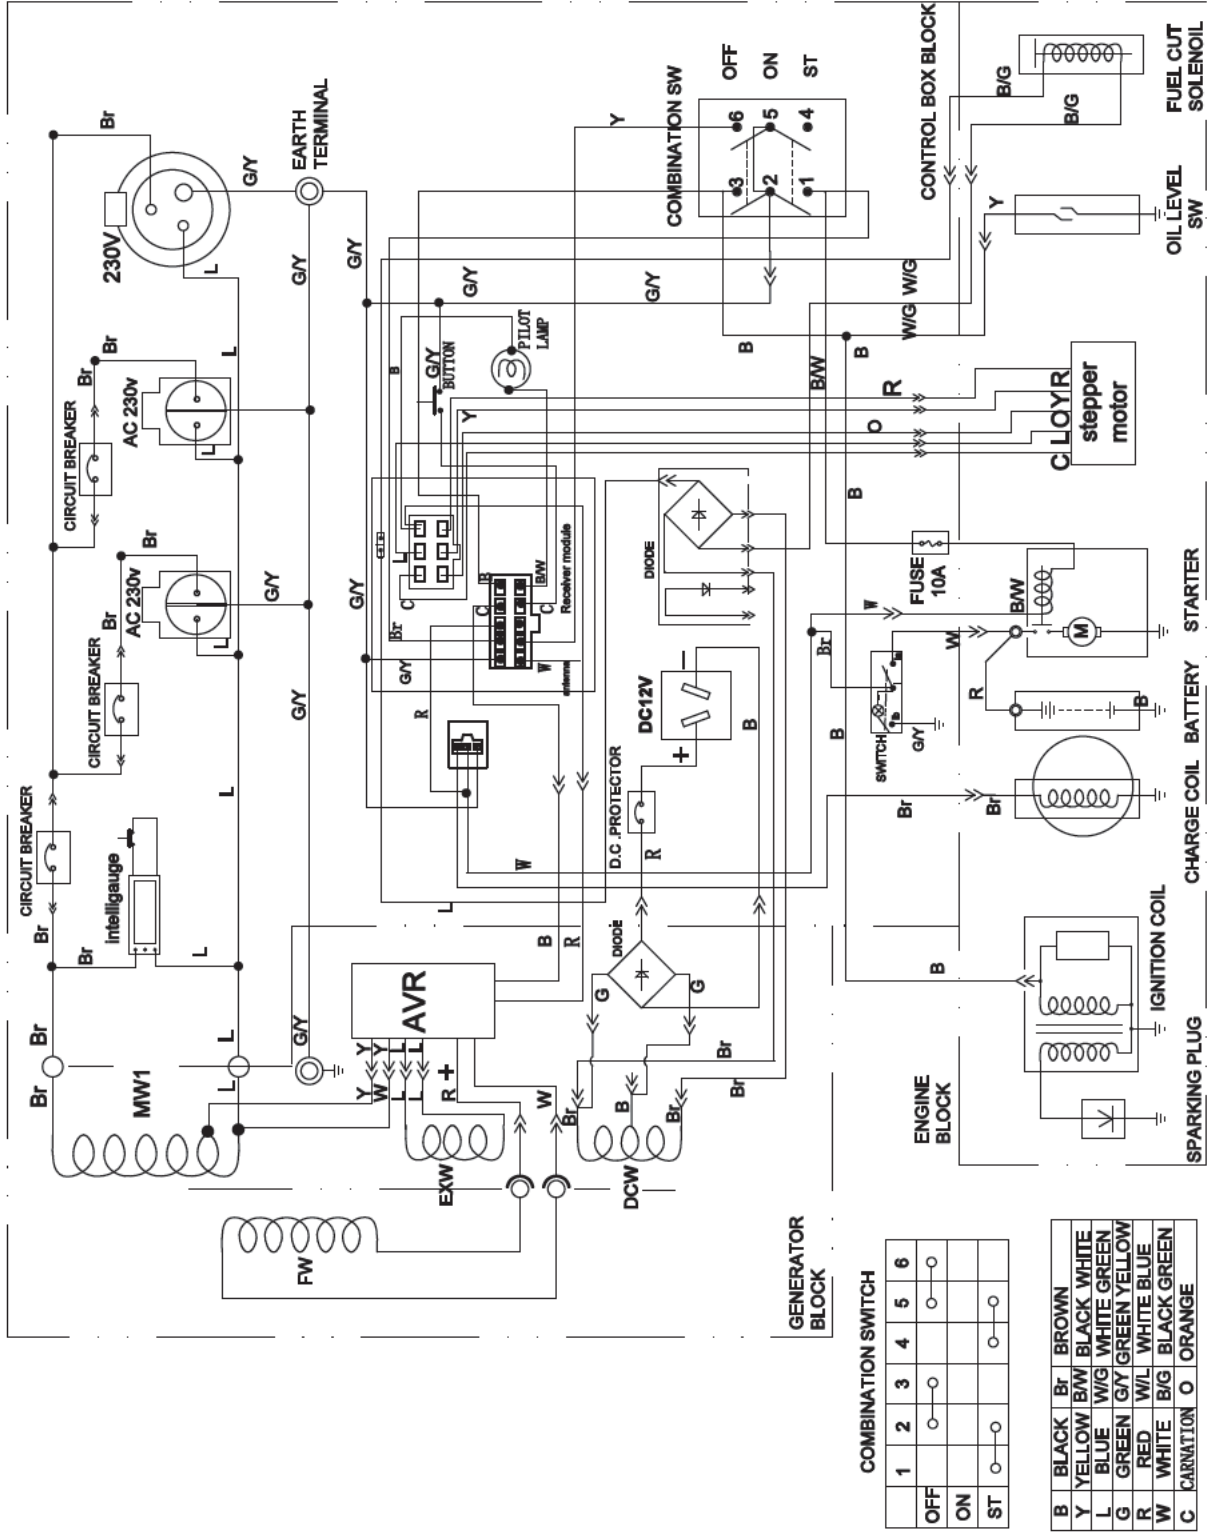 Br
230V
L
G/Y
EARTH
TERMINAL
CIRCUIT BREAKER
Br
Br
AC 230v
L
L
CIRCUIT BREAKER
Br
Br
AC 230v
L
G/Y
G/Y
G/Y
CIRCUIT BREAKER
Br
intelligauge
Br
L
L
Br
Br
L
L
MW1
G/Y
G/Y
COMBINATION SW
OFF
ON
ST
6
5
4
3
2
1
Y
G/Y
G/Y
B
G/Y
BUTTON
PILOT
LAMP
Y
B
B
B/W
W/G
W/G
R
O
CONTROL BOX BLOCK
B/G
B/G
FUEL CUT
SOLENOIL
Y
OIL LEVEL
SW
C L O Y R
stepper
motor
G/Y
Br
C
L
C
B
B/W
C
Receiver module
W
antenna
G/Y
R
DIODE
B
FUSE
10A
B/W
W
STARTER
M
Br
W
SWITCH
G/Y
R
B
BATTERY
DC12V
+
−
B
B
D.C .PROTECTOR
R
W
L
Br
Br
CHARGE COIL
AVR
Y
Y
W
L
L
L
L
R
+
W
B
R
DIODE
G
G
Br
Br
Br
B
Br
EXW
DCW
FW
GENERATOR
BLOCK
ENGINE
BLOCK
B
IGNITION COIL
SPARKING PLUG
COMBINATION SWITCH
1 2 3 4 5 6
OFF
ON
ST
B BLACK Br BROWN
Y YELLOW B/W BLACK WHITE
L BLUE W/G WHITE GREEN
G GREEN G/Y GREEN YELLOW
R RED W/L WHITE BLUE
W WHITE B/G BLACK GREEN
C CARNATION O ORANGE